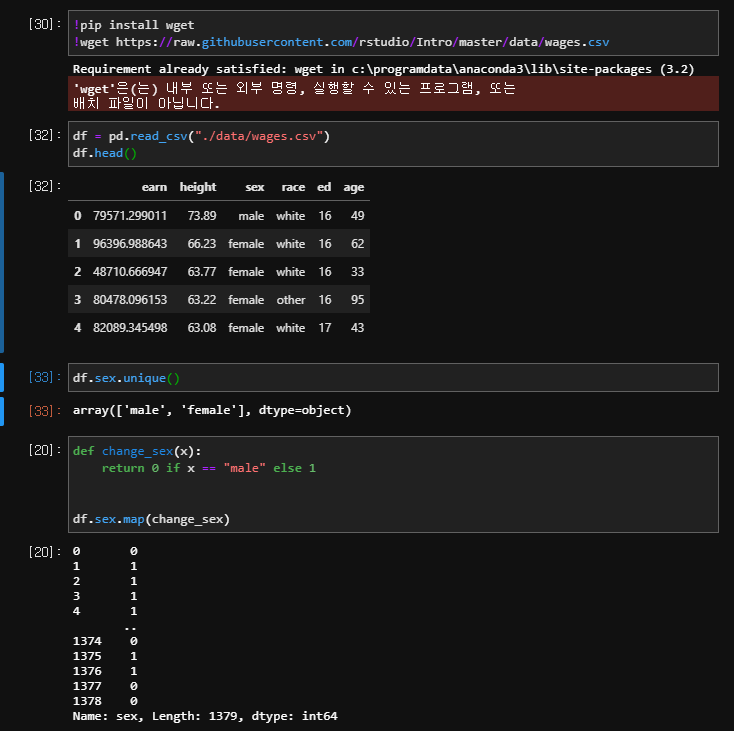 [30]: !pip install wget
!wget https://raw.githubusercontent.com/rstudio/Intro/master/data/wages.csv
Requirement already satisfied: wget in c:\programdata\anaconda3\lib\site-packages (3.2)
'wget'은(는) 내부 또는 외부 명령, 실행할 수 있는 프로그램, 또는
배치 파일이 아닙니다.
[32]: df = pd.read_csv("./data/wages.csv")
df.head()
[32]: earn height sex race ed age
0 79571.299011 73.89 male white 16 49
1 96396.988643 66.23 female white 16 62
2 48710.666947 63.77 female white 16 33
3 80478.096153 63.22 female other 16 95
4 82089.345498 63.08 female white 17 43
[33]: df.sex.unique()
[33]: array(['male', 'female'], dtype=object)
[20]: def change_sex(x):
return 0 if x == "male" else 1
df.sex.map(change_sex)
[20]: 0 0
1 1
2 1
3 1
4 1
..
1374 0
1375 1
1376 1
1377 0
1378 0
Name: sex, Length: 1379, dtype: int64